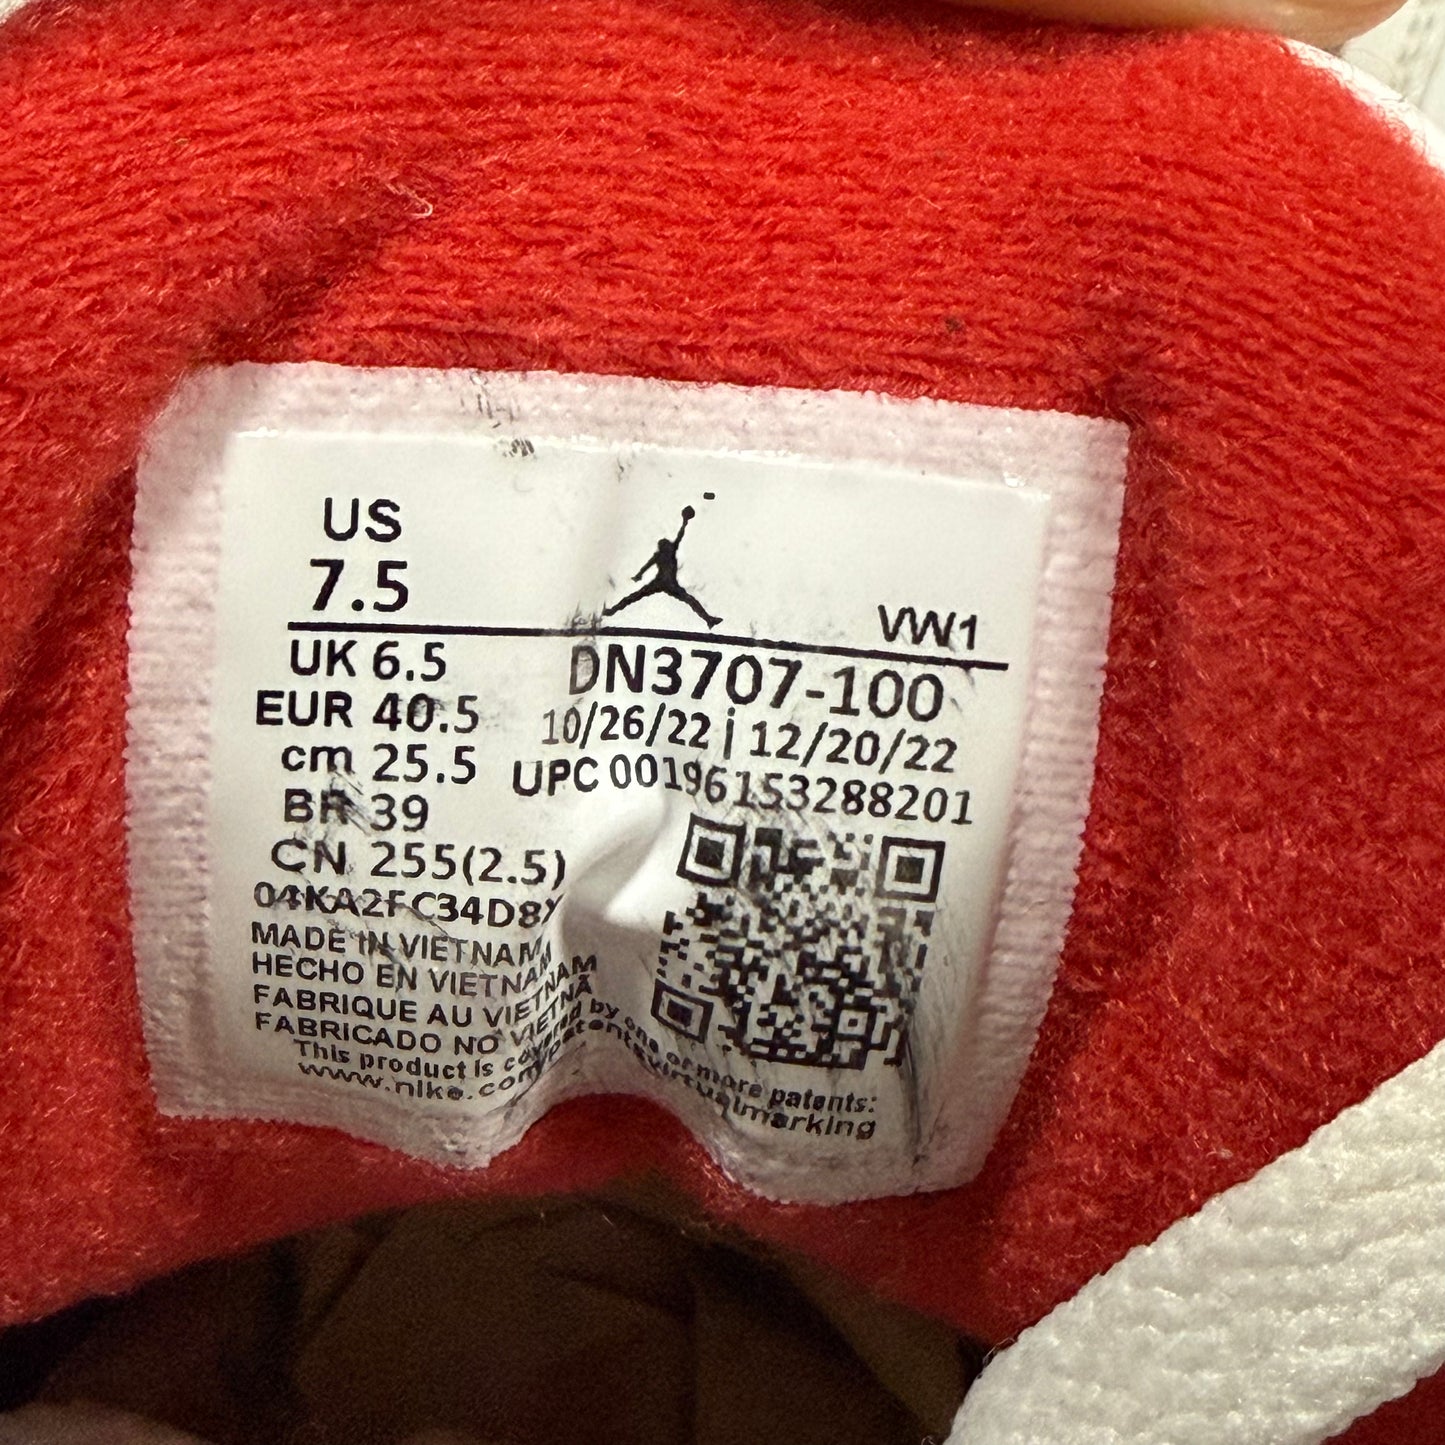 US
7.5
VW1
UK 6.5
EUR 40.5
cm 25.5
BR 39
CN 255(2.5)
DN3707-100
10/26/22 | 12/20/22
UPC 00196153288201
04KA2FC34D8Y
MADE IN VIETNAM
HECHO EN VIETNAM
FABRIQUE AU VIETNAM
FABRICADO NO VIETNÃ
This product is covered by one or more patents:
www.nike.com/patentsvirtualmarking